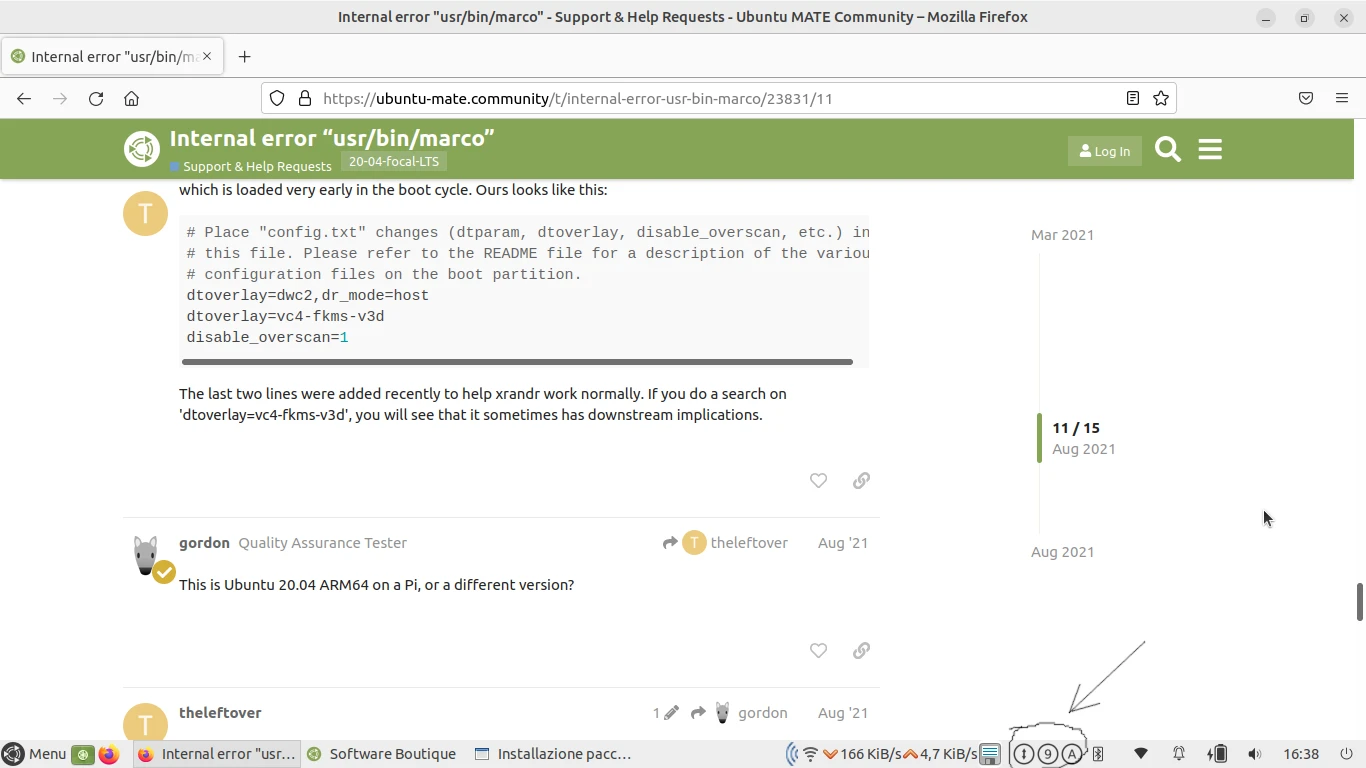 Internal error "usr/bin/marco" - Support & Help Requests - Ubuntu MATE Community – Mozilla Firefox
Internal error "usr/bin/ma
https://ubuntu-mate.community/t/internal-error-usr-bin-marco/23831/11
Internal error “usr/bin/marco”
Support & Help Requests 20-04-focal-LTS
Log In
which is loaded very early in the boot cycle. Ours looks like this:
T
# Place "config.txt" changes (dtparam, dtoverlay, disable_overscan, etc.) in
# this file. Please refer to the README file for a description of the variou
# configuration files on the boot partition.
dtoverlay=dwc2,dr_mode=host
dtoverlay=vc4-fkms-v3d
disable_overscan=1
The last two lines were added recently to help xrandr work normally. If you do a search on
'dtoverlay=vc4-fkms-v3d', you will see that it sometimes has downstream implications.
Mar 2021
11 / 15
Aug 2021
Aug 2021
gordon Quality Assurance Tester T theleftover Aug '21
This is Ubuntu 20.04 ARM64 on a Pi, or a different version?
T theleftover 1 gordon Aug '21
Menu Internal error "usr... Software Boutique Installazione pacc... 166 KiB/s 4,7 KiB/s 9 A 16:38